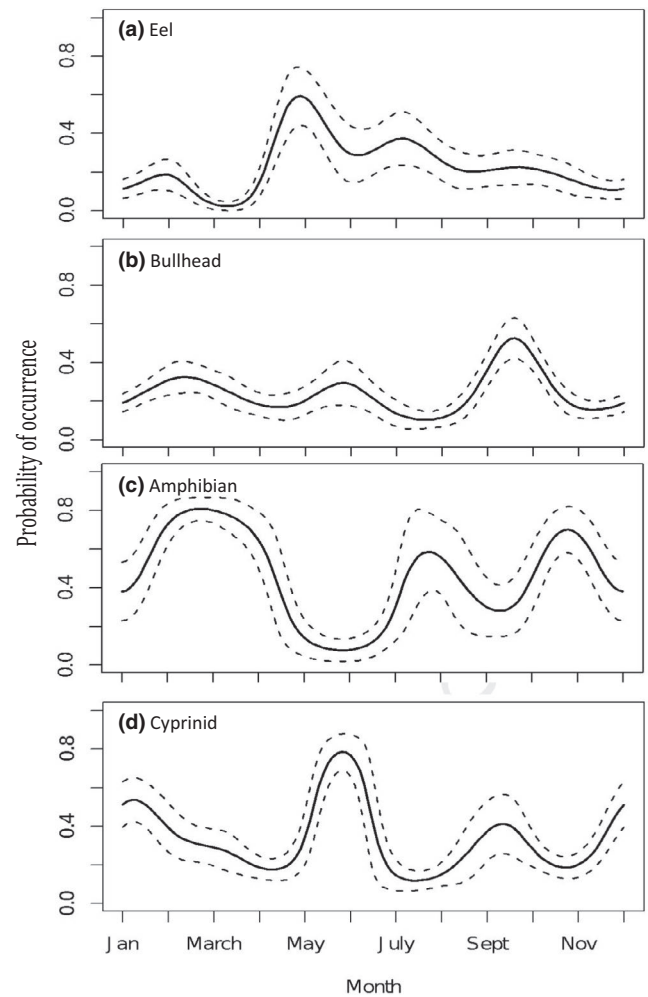 (a) Eel
0.8
0.4
0.0
(b) Bullhead
0.8
0.4
0.0
Probability of occurrence
(c) Amphibian
0.8
0.4
0.0
(d) Cyprinid
0.8
0.4
0.0
Jan March May July Sept Nov
Month